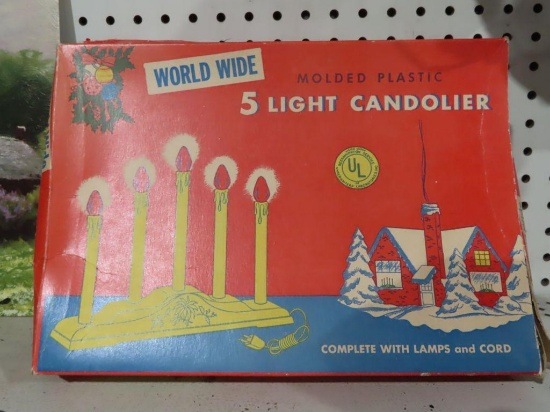 WORLD WIDE
MOLDED PLASTIC
5 LIGHT CANDOLIER
UL
COMPLETE WITH LAMPS and CORD